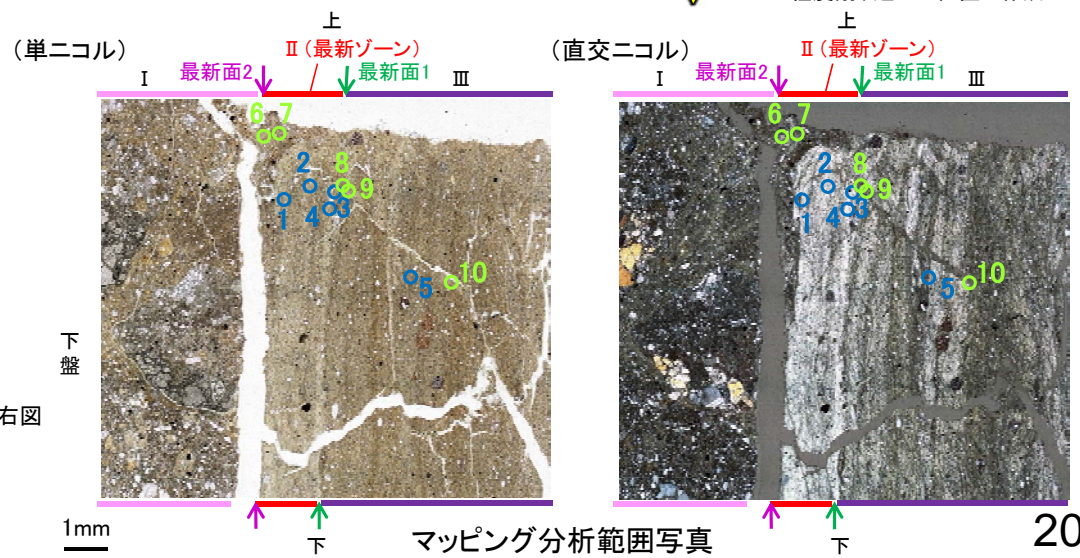 上
上
(単ニコル)
Ⅱ(最新ゾーン)
(直交ニコル)
Ⅱ(最新ゾーン)
Ⅰ
最新面2
最新面1
Ⅲ
Ⅰ
最新面2
最新面1
Ⅲ
6 7
6 7
2 8
2 8
9
9
1 4 3
1 4 3
5 10
5 10
下
盤
右図
1mm
下
マッピング分析範囲写真
下
20